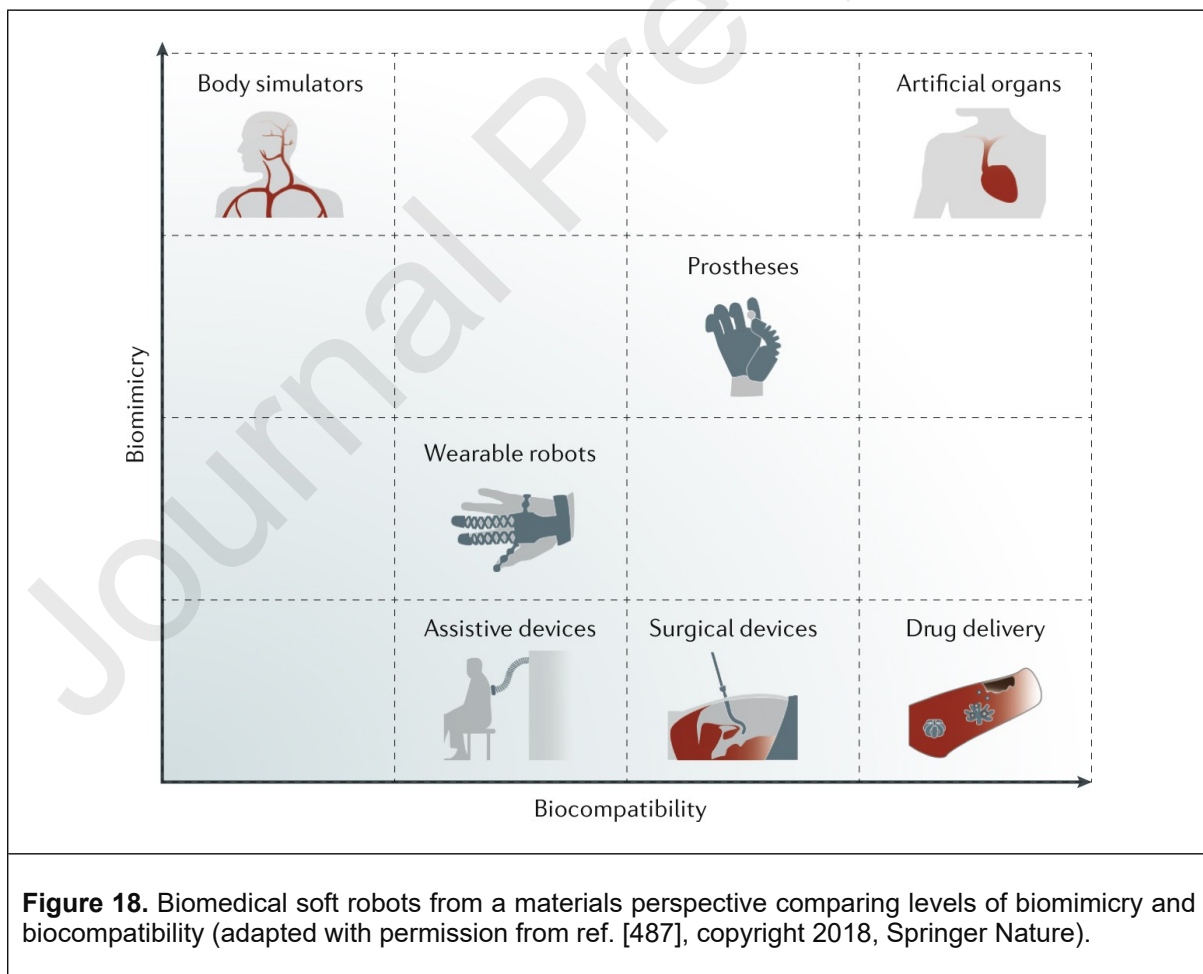 Journal Pre
Body simulators
Artificial organs
Prostheses
Biomimicry
Wearable robots
Assistive devices
Surgical devices
Drug delivery
Biocompatibility
Figure 18. Biomedical soft robots from a materials perspective comparing levels of biomimicry and
biocompatibility (adapted with permission from ref. [487], copyright 2018, Springer Nature).